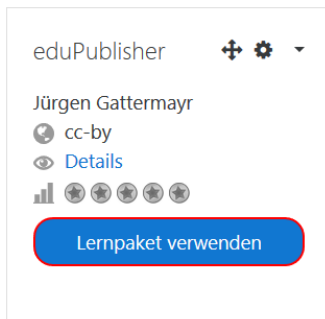 eduPublisher
Jürgen Gattermayr
cc-by
Details
Lernpaket verwenden